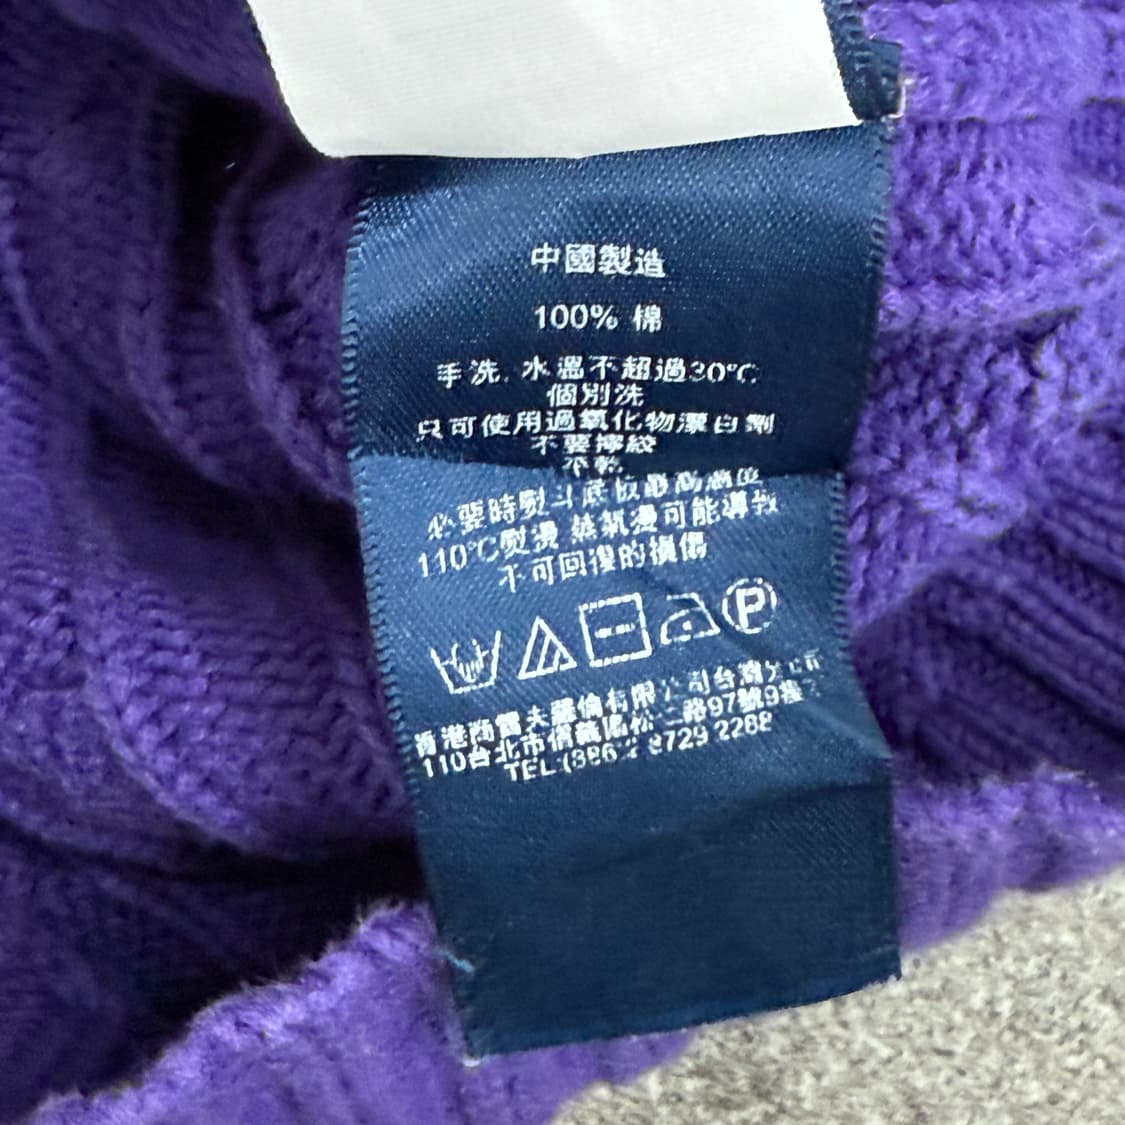 中國製造
100% 棉
手洗. 水溫不超過30°C
個別洗
只可使用過氧化物漂白劑
不要擰絞
平乾
必要時熨斗底板最高溫度
110°C熨燙 蒸氣燙可能導致
不可回復的損傷
P
香港商霍夫羅倫有限公司台灣分公司
110台北市信義區松 路97號9樓
TEL:(886 2 8729 2288